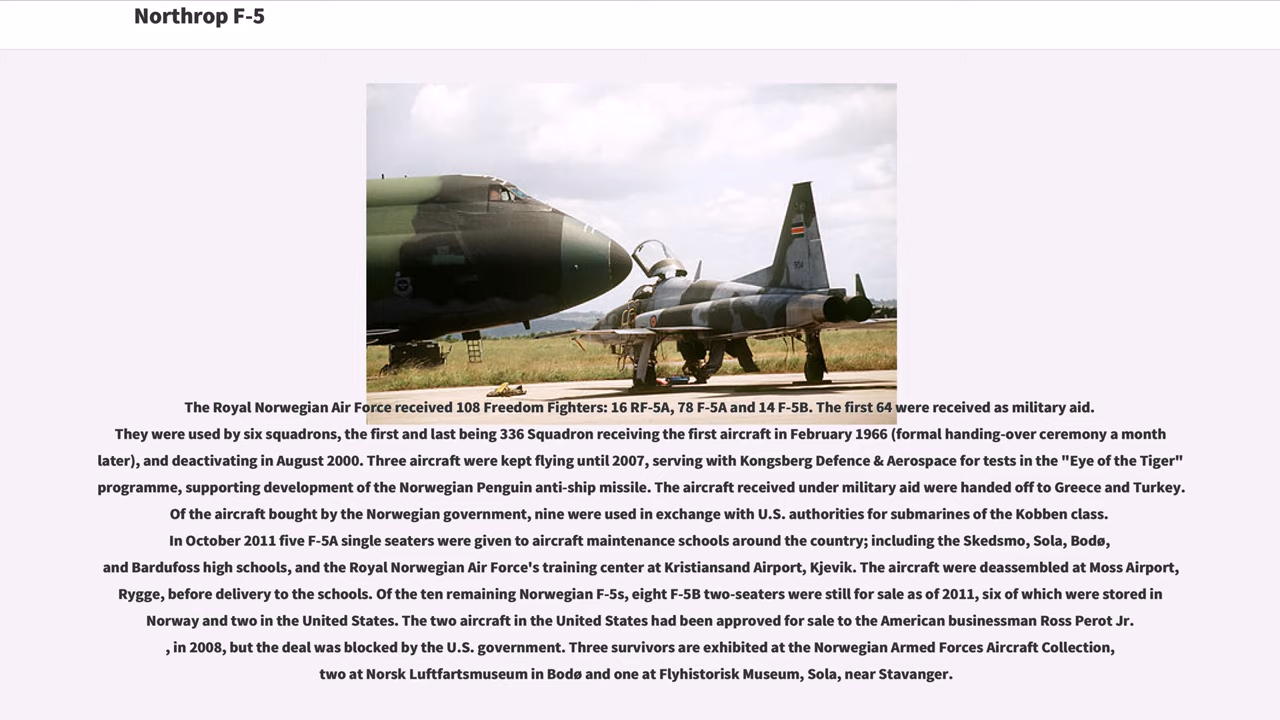 Northrop F-5
904
The Royal Norwegian Air Force received 108 Freedom Fighters: 16 RF-5A, 78 F-5A and 14 F-5B. The first 64 were received as military aid.
They were used by six squadrons, the first and last being 336 Squadron receiving the first aircraft in February 1966 (formal handing-over ceremony a month
later), and deactivating in August 2000. Three aircraft were kept flying until 2007, serving with Kongsberg Defence & Aerospace for tests in the "Eye of the Tiger"
programme, supporting development of the Norwegian Penguin anti-ship missile. The aircraft received under military aid were handed off to Greece and Turkey.
Of the aircraft bought by the Norwegian government, nine were used in exchange with U.S. authorities for submarines of the Kobben class.
In October 2011 five F-5A single seaters were given to aircraft maintenance schools around the country; including the Skedsmo, Sola, Bodø,
and Bardufoss high schools, and the Royal Norwegian Air Force's training center at Kristiansand Airport, Kjevik. The aircraft were deassembled at Moss Airport,
Rygge, before delivery to the schools. Of the ten remaining Norwegian F-5s, eight F-5B two-seaters were still for sale as of 2011, six of which were stored in
Norway and two in the United States. The two aircraft in the United States had been approved for sale to the American businessman Ross Perot Jr.
, in 2008, but the deal was blocked by the U.S. government. Three survivors are exhibited at the Norwegian Armed Forces Aircraft Collection,
two at Norsk Luftfartsmuseum in Bodø and one at Flyhistorisk Museum, Sola, near Stavanger.